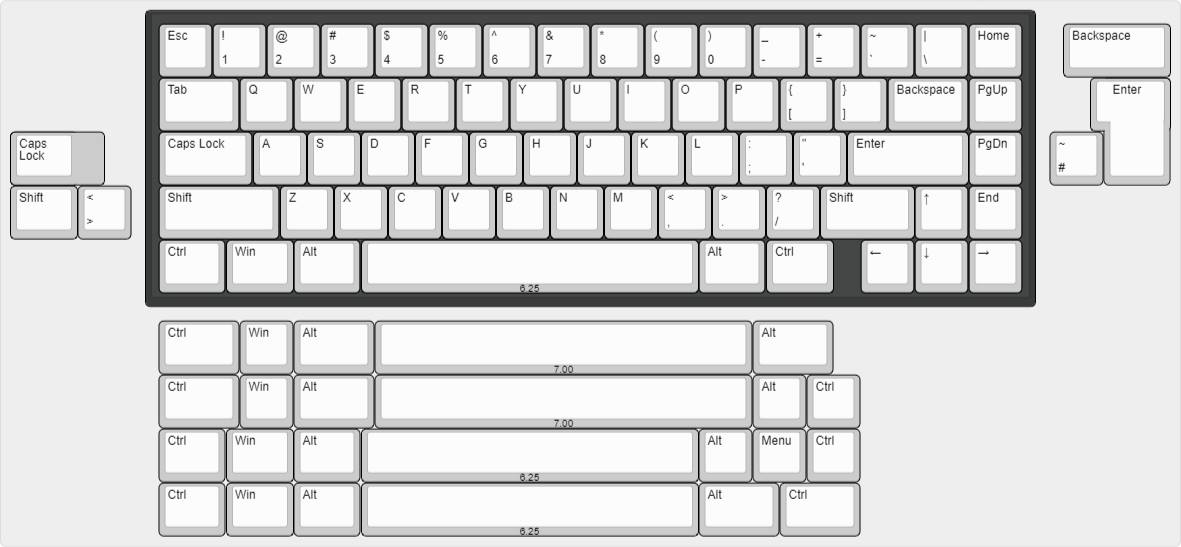 Esc ! @ # $ % ^ & * ( ) _ + ~ | Home Backspace
1 2 3 4 5 6 7 8 9 0 - = ` \
Tab Q W E R T Y U I O P { } Backspace PgUp Enter
[ ]
Caps Lock Caps Lock A S D F G H J K L : " Enter PgDn ~
; ' #
Shift < Shift Z X C V B N M < > ? Shift ↑ End
> , . /
Ctrl Win Alt Alt Ctrl ← ↓ →
6.25
Ctrl Win Alt Alt
7.00
Ctrl Win Alt Alt Ctrl
7.00
Ctrl Win Alt Alt Menu Ctrl
6.25
Ctrl Win Alt Alt Ctrl
6.25